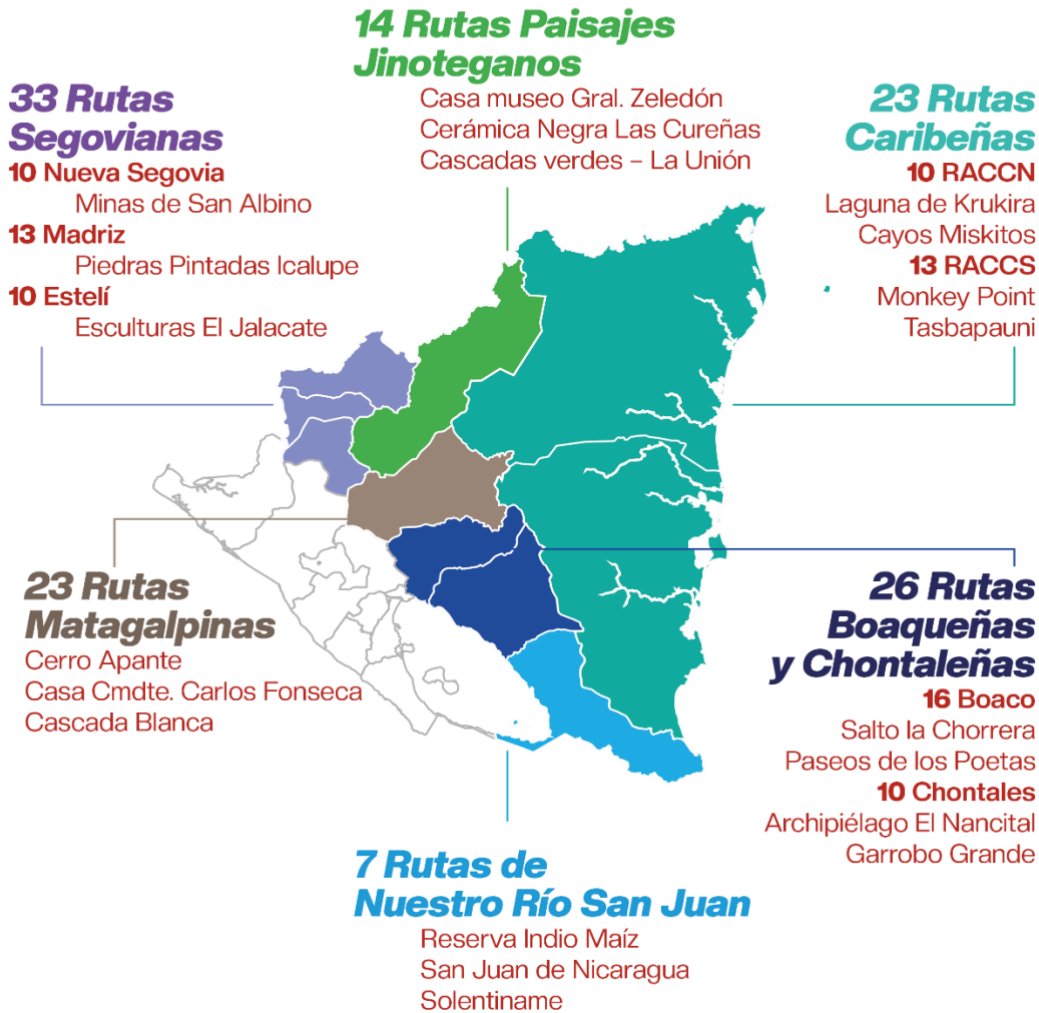 14 Rutas Paisajes
Jinoteganos
Casa museo Gral. Zeledón
Cerámica Negra Las Cureñas
Cascadas verdes – La Unión
33 Rutas
Segovianas
10 Nueva Segovia
Minas de San Albino
13 Madriz
Piedras Pintadas Icalupe
10 Estelí
Esculturas El Jalacate
23 Rutas
Caribeñas
10 RACCN
Laguna de Krukira
Cayos Miskitos
13 RACCS
Monkey Point
Tasbapauni
23 Rutas
Matagalpinas
Cerro Apante
Casa Cmdte. Carlos Fonseca
Cascada Blanca
26 Rutas
Boaqueñas
y Chontaleñas
16 Boaco
Salto la Chorrera
Paseos de los Poetas
10 Chontales
Archipiélago El Nancital
Garrobo Grande
7 Rutas de
Nuestro Río San Juan
Reserva Indio Maíz
San Juan de Nicaragua
Solentiname